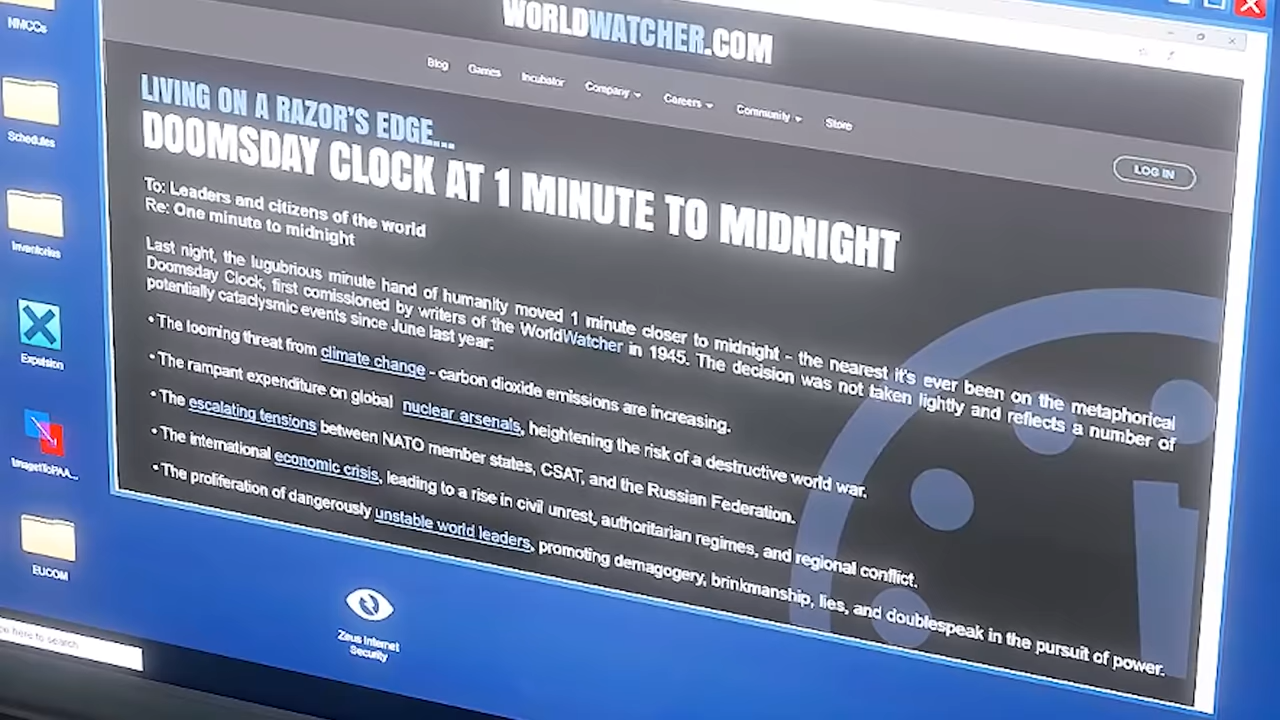 WORLDWATCHER.COM
Blog Games Incubator Company Careers Community Store
LOG IN
LIVING ON A RAZOR'S EDGE...
DOOMSDAY CLOCK AT 1 MINUTE TO MIDNIGHT
To: Leaders and citizens of the world
Re: One minute to midnight
Last night, the lugubrious minute hand of humanity moved 1 minute closer to midnight - the nearest it's ever been on the metaphorical
Doomsday Clock, first comissioned by writers of the WorldWatcher in 1945. The decision was not taken lightly and reflects a number of
potentially cataclysmic events since June last year:
• The looming threat from climate change - carbon dioxide emissions are increasing.
• The rampant expenditure on global nuclear arsenals, heightening the risk of a destructive world war.
• The escalating tensions between NATO member states, CSAT, and the Russian Federation.
• The international economic crisis, leading to a rise in civil unrest, authoritarian regimes, and regional conflict.
• The proliferation of dangerously unstable world leaders, promoting demagogery, brinkmanship, lies, and doublespeak in the pursuit of power.
NMCCs
Schedules
Inventories
Expulsion
ImageToPAA...
EUCOM
Zeus Internet
Security
here to search